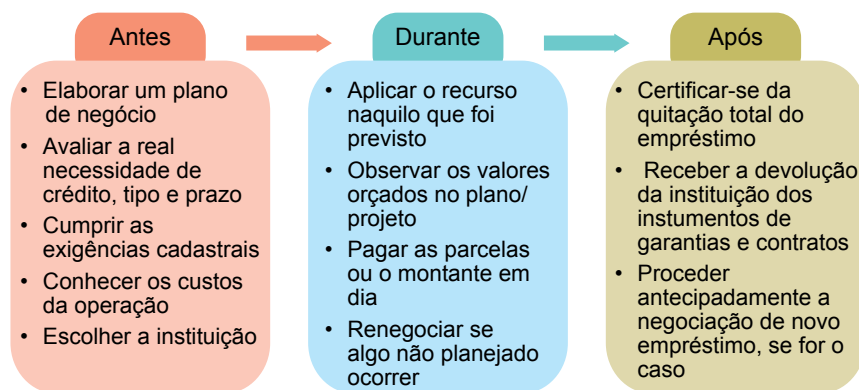 Antes
• Elaborar um plano
de negócio
• Avaliar a real
necessidade de
crédito, tipo e prazo
• Cumprir as
exigências cadastrais
• Conhecer os custos
da operação
• Escolher a instituição
Durante
• Aplicar o recurso
naquilo que foi
previsto
• Observar os valores
orçados no plano/
projeto
• Pagar as parcelas
ou o montante em
dia
• Renegociar se
algo não planejado
ocorrer
Após
• Certificar-se da
quitação total do
empréstimo
• Receber a devolução
da instituição dos
instumentos de
garantias e contratos
• Proceder
antecipadamente a
negociação de novo
empréstimo, se for o
caso